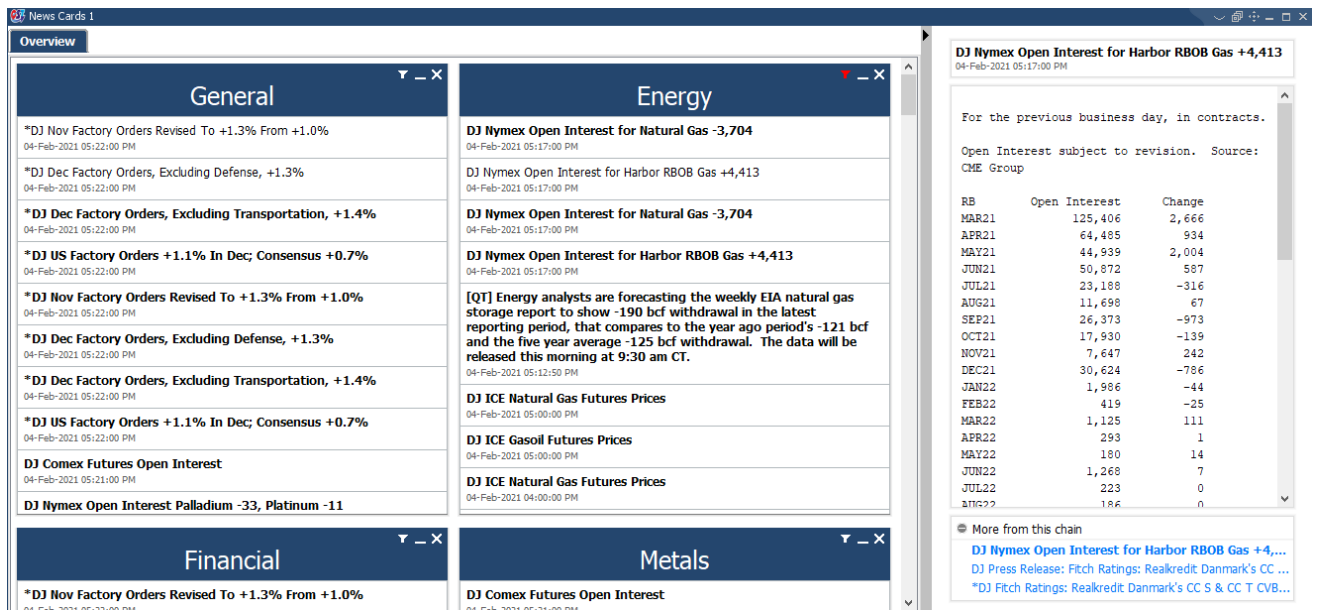 News Cards 1
Overview
General
*DJ Nov Factory Orders Revised To +1.3% From +1.0%
04-Feb-2021 05:22:00 PM
*DJ Dec Factory Orders, Excluding Defense, +1.3%
04-Feb-2021 05:22:00 PM
*DJ Dec Factory Orders, Excluding Transportation, +1.4%
04-Feb-2021 05:22:00 PM
*DJ US Factory Orders +1.1% In Dec; Consensus +0.7%
04-Feb-2021 05:22:00 PM
*DJ Nov Factory Orders Revised To +1.3% From +1.0%
04-Feb-2021 05:22:00 PM
*DJ Dec Factory Orders, Excluding Defense, +1.3%
04-Feb-2021 05:22:00 PM
*DJ Dec Factory Orders, Excluding Transportation, +1.4%
04-Feb-2021 05:22:00 PM
*DJ US Factory Orders +1.1% In Dec; Consensus +0.7%
04-Feb-2021 05:22:00 PM
DJ Comex Futures Open Interest
04-Feb-2021 05:21:00 PM
DJ Nymex Open Interest Palladium -33, Platinum -11
Energy
DJ Nymex Open Interest for Natural Gas -3,704
04-Feb-2021 05:17:00 PM
DJ Nymex Open Interest for Harbor RBOB Gas +4,413
04-Feb-2021 05:17:00 PM
DJ Nymex Open Interest for Natural Gas -3,704
04-Feb-2021 05:17:00 PM
DJ Nymex Open Interest for Harbor RBOB Gas +4,413
04-Feb-2021 05:17:00 PM
[QT] Energy analysts are forecasting the weekly EIA natural gas
storage report to show -190 bcf withdrawal in the latest
reporting period, that compares to the year ago period's -121 bcf
and the five year average -125 bcf withdrawal. The data will be
released this morning at 9:30 am CT.
04-Feb-2021 05:12:50 PM
DJ ICE Natural Gas Futures Prices
04-Feb-2021 05:00:00 PM
DJ ICE Gasoil Futures Prices
04-Feb-2021 05:00:00 PM
DJ ICE Natural Gas Futures Prices
04-Feb-2021 04:00:00 PM
Financial
*DJ Nov Factory Orders Revised To +1.3% From +1.0%
04-Feb-2021 05:22:00 PM
Metals
DJ Comex Futures Open Interest
04-Feb-2021 05:21:00 PM
DJ Nymex Open Interest for Harbor RBOB Gas +4,413
04-Feb-2021 05:17:00 PM
For the previous business day, in contracts.
Open Interest subject to revision. Source:
CME Group
RB Open Interest Change
MAR21 125,406 2,666
APR21 64,485 934
MAY21 44,939 2,004
JUN21 50,872 587
JUL21 23,188 -316
AUG21 11,698 67
SEP21 26,373 -973
OCT21 17,930 -139
NOV21 7,647 242
DEC21 30,624 -786
JAN22 1,986 -44
FEB22 419 -25
MAR22 1,125 111
APR22 293 1
MAY22 180 14
JUN22 1,268 7
JUL22 223 0
AUG22 186 0
More from this chain
DJ Nymex Open Interest for Harbor RBOB Gas +4,...
DJ Press Release: Fitch Ratings: Realkredit Danmark's CC ...
*DJ Fitch Ratings: Realkredit Danmark's CC S & CC T CVB...